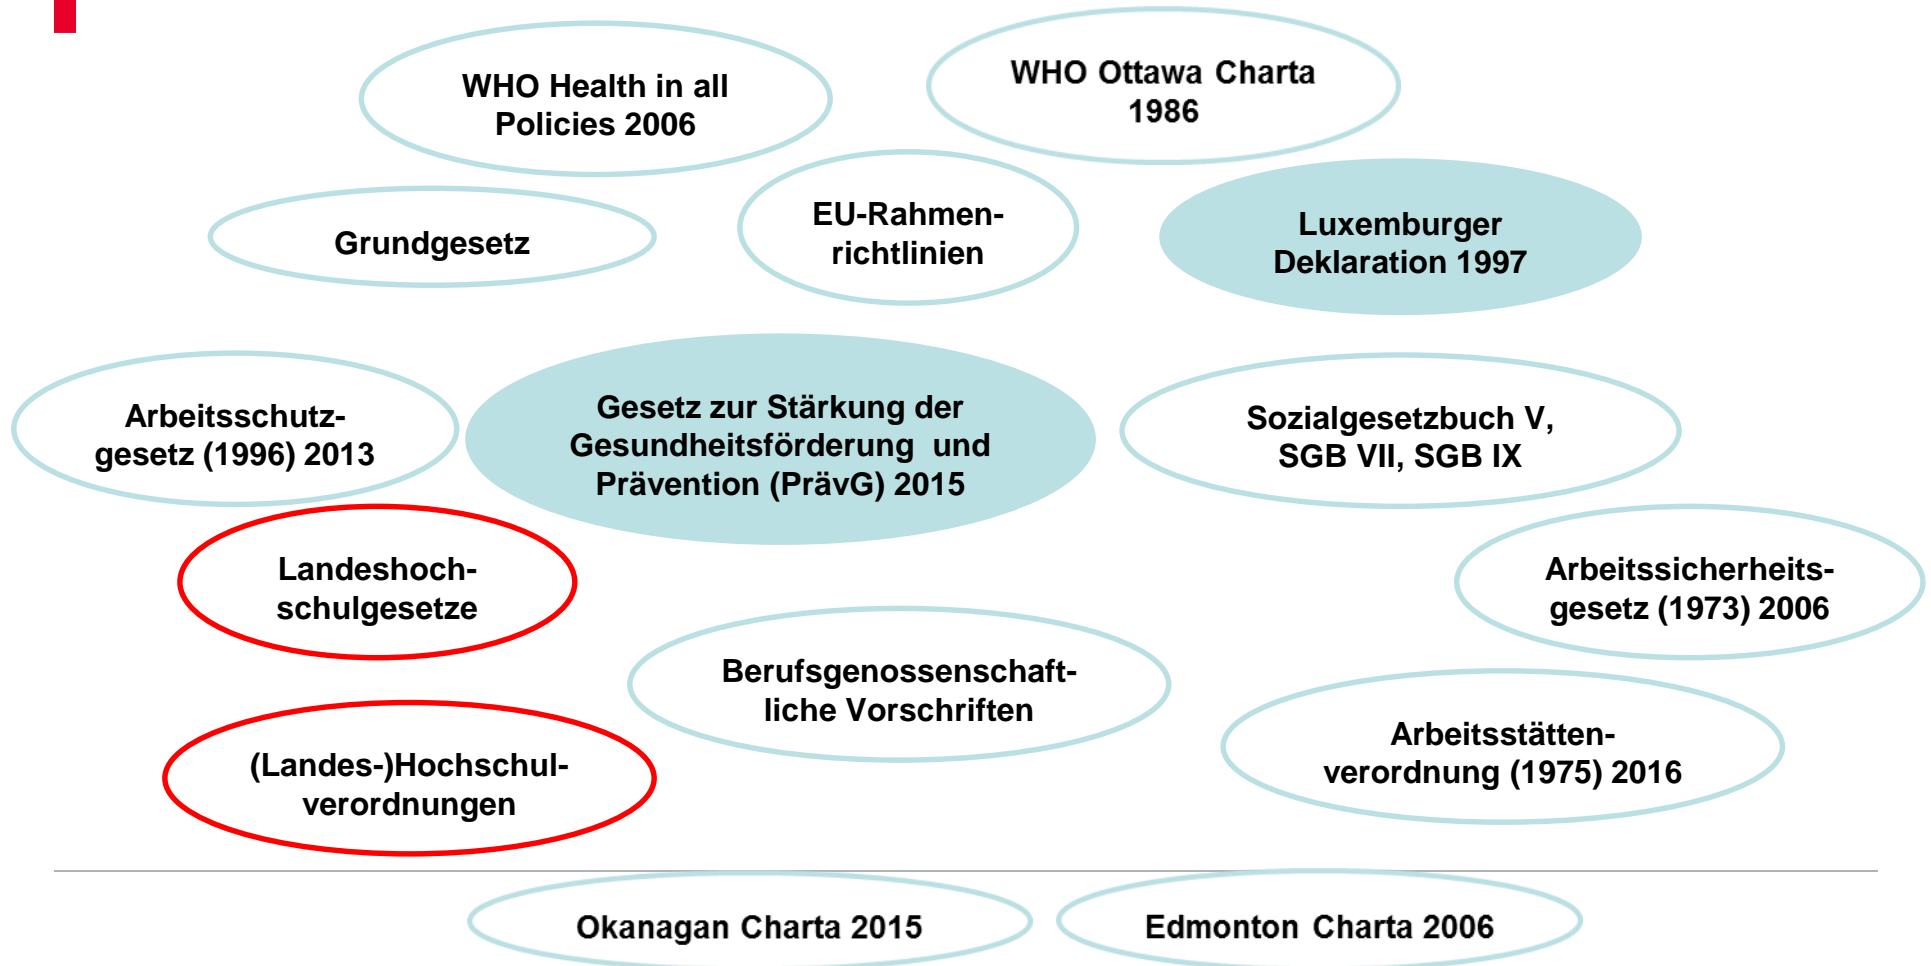 WHO Health in all
Policies 2006
WHO Ottawa Charta
1986
Grundgesetz
EU-Rahmen-
richtlinien
Luxemburger
Deklaration 1997
Arbeitsschutz-
gesetz (1996) 2013
Gesetz zur Stärkung der
Gesundheitsförderung und
Prävention (PrävG) 2015
Sozialgesetzbuch V,
SGB VII, SGB IX
Landeshoch-
schulgesetze
Arbeitssicherheits-
gesetz (1973) 2006
Berufsgenossenschaft-
liche Vorschriften
(Landes-)Hochschul-
verordnungen
Arbeitsstätten-
verordnung (1975) 2016
Okanagan Charta 2015
Edmonton Charta 2006